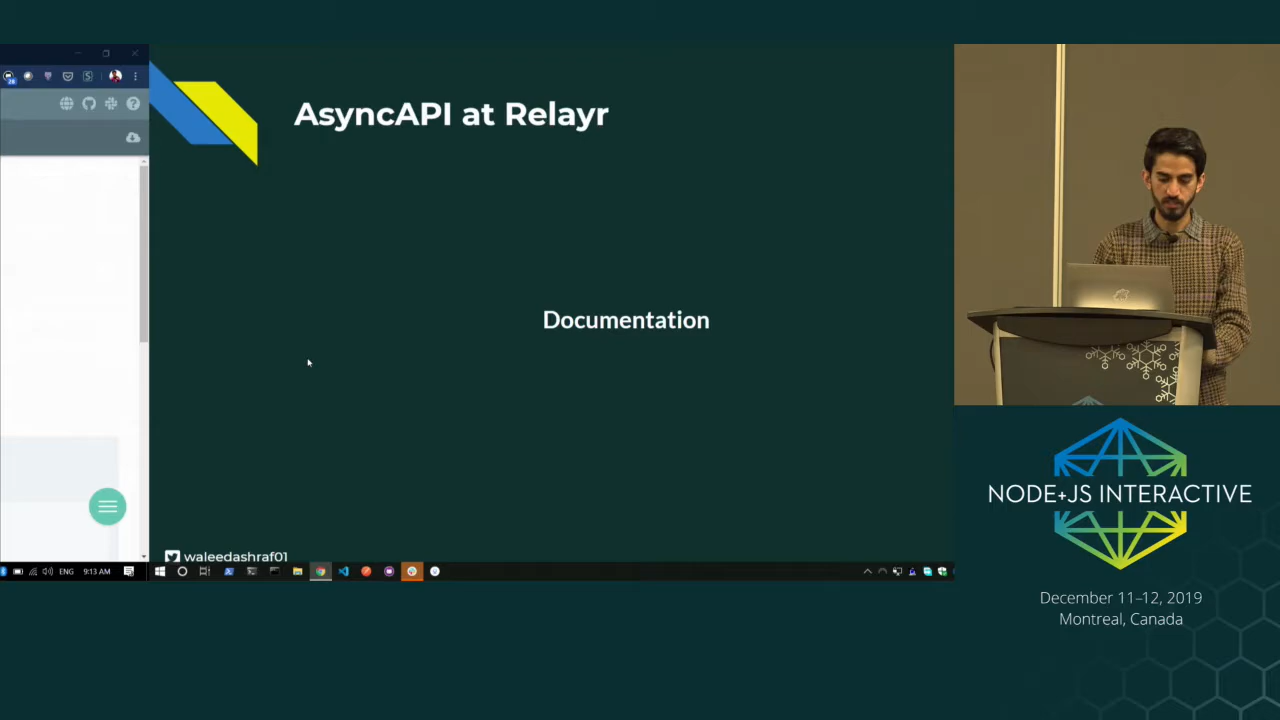 AsyncAPI at Relayr
Documentation
waleedashraf01
ENG
9:13 AM
NODE+JS INTERACTIVE
December 11–12, 2019
Montreal, Canada